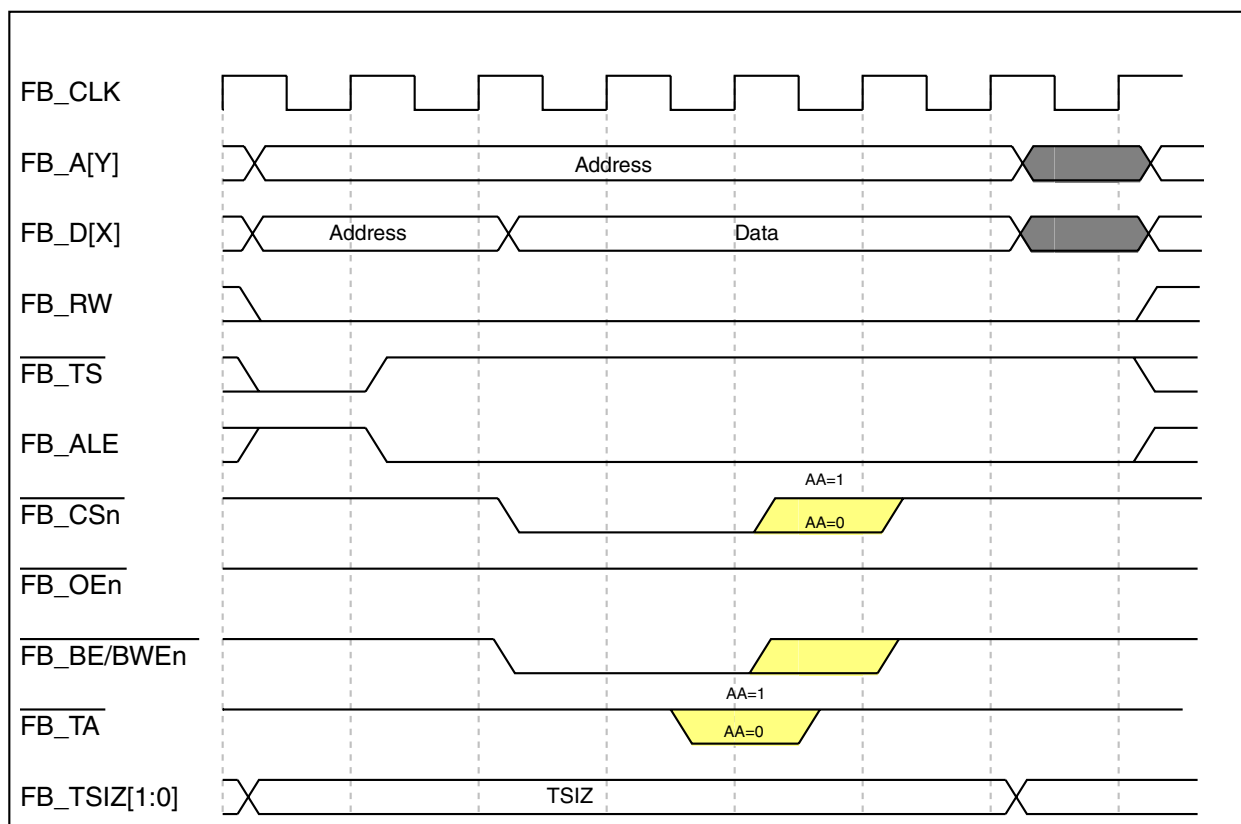 FB_CLK
FB_A[Y]
Address
FB_D[X]
Address
Data
FB_RW
FB_TS
FB_ALE
AA=1
FB_CSn
AA=0
FB_OEn
FB_BE/BWEn
AA=1
FB_TA
AA=0
FB_TSIZ[1:0]
TSIZ